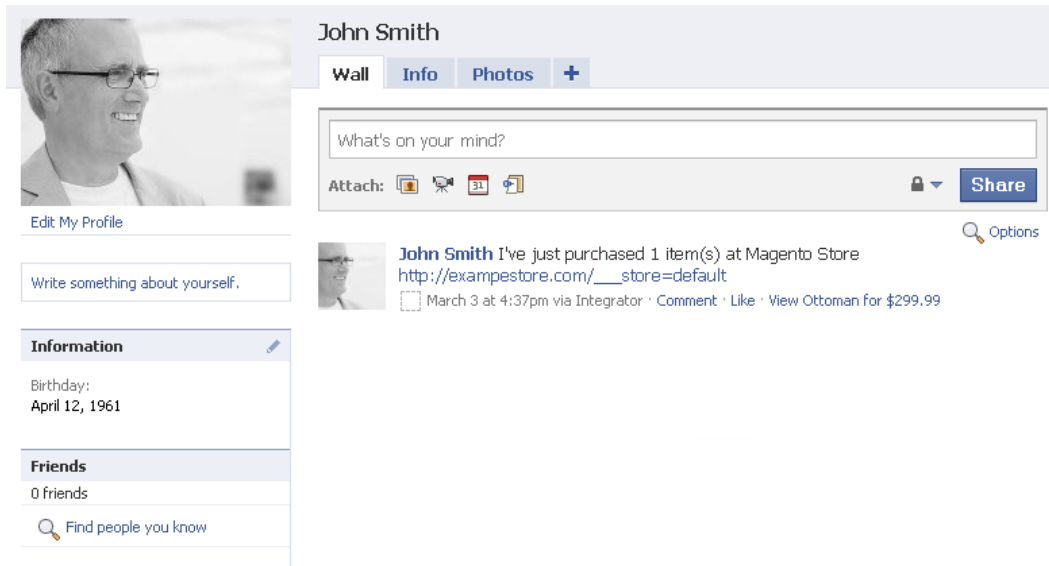 John Smith
Wall Info Photos +
What's on your mind?
Attach: 31 Share
Edit My Profile
Options
John Smith I've just purchased 1 item(s) at Magento Store
http://exampestore.com/___store=default
March 3 at 4:37pm via Integrator · Comment · Like · View Ottoman for $299.99
Write something about yourself.
Information
Birthday:
April 12, 1961
Friends
0 friends
Find people you know